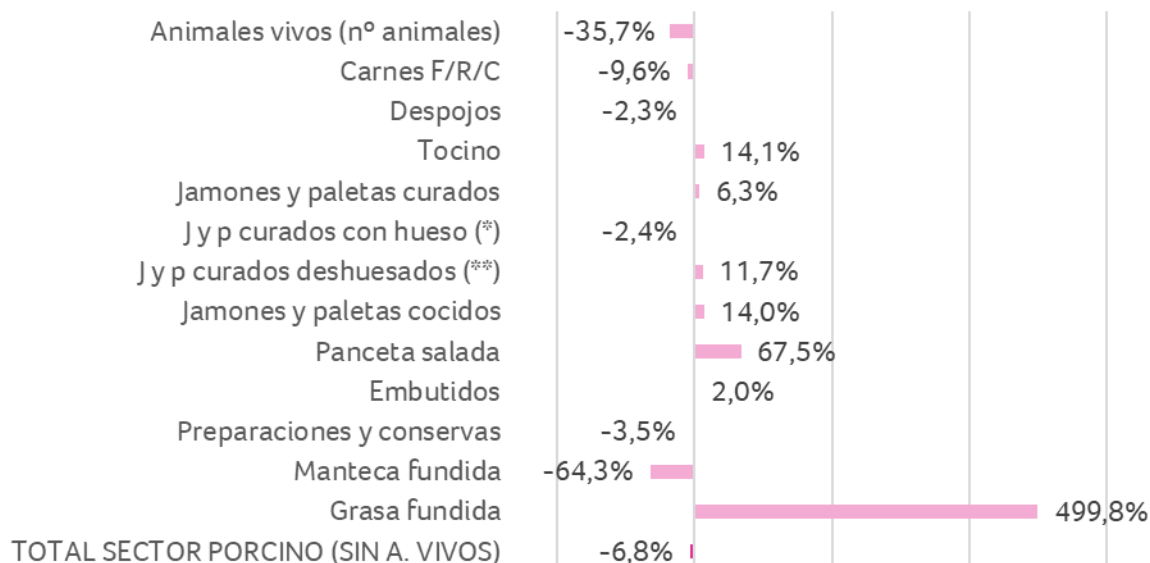 Animales vivos (nº animales) -35,7%
Carnes F/R/C -9,6%
Despojos -2,3%
Tocino 14,1%
Jamones y paletas curados 6,3%
J y p curados con hueso (*) -2,4%
J y p curados deshuesados (**) 11,7%
Jamones y paletas cocidos 14,0%
Panceta salada 67,5%
Embutidos 2,0%
Preparaciones y conservas -3,5%
Manteca fundida -64,3%
Grasa fundida 499,8%
TOTAL SECTOR PORCINO (SIN A. VIVOS) -6,8%